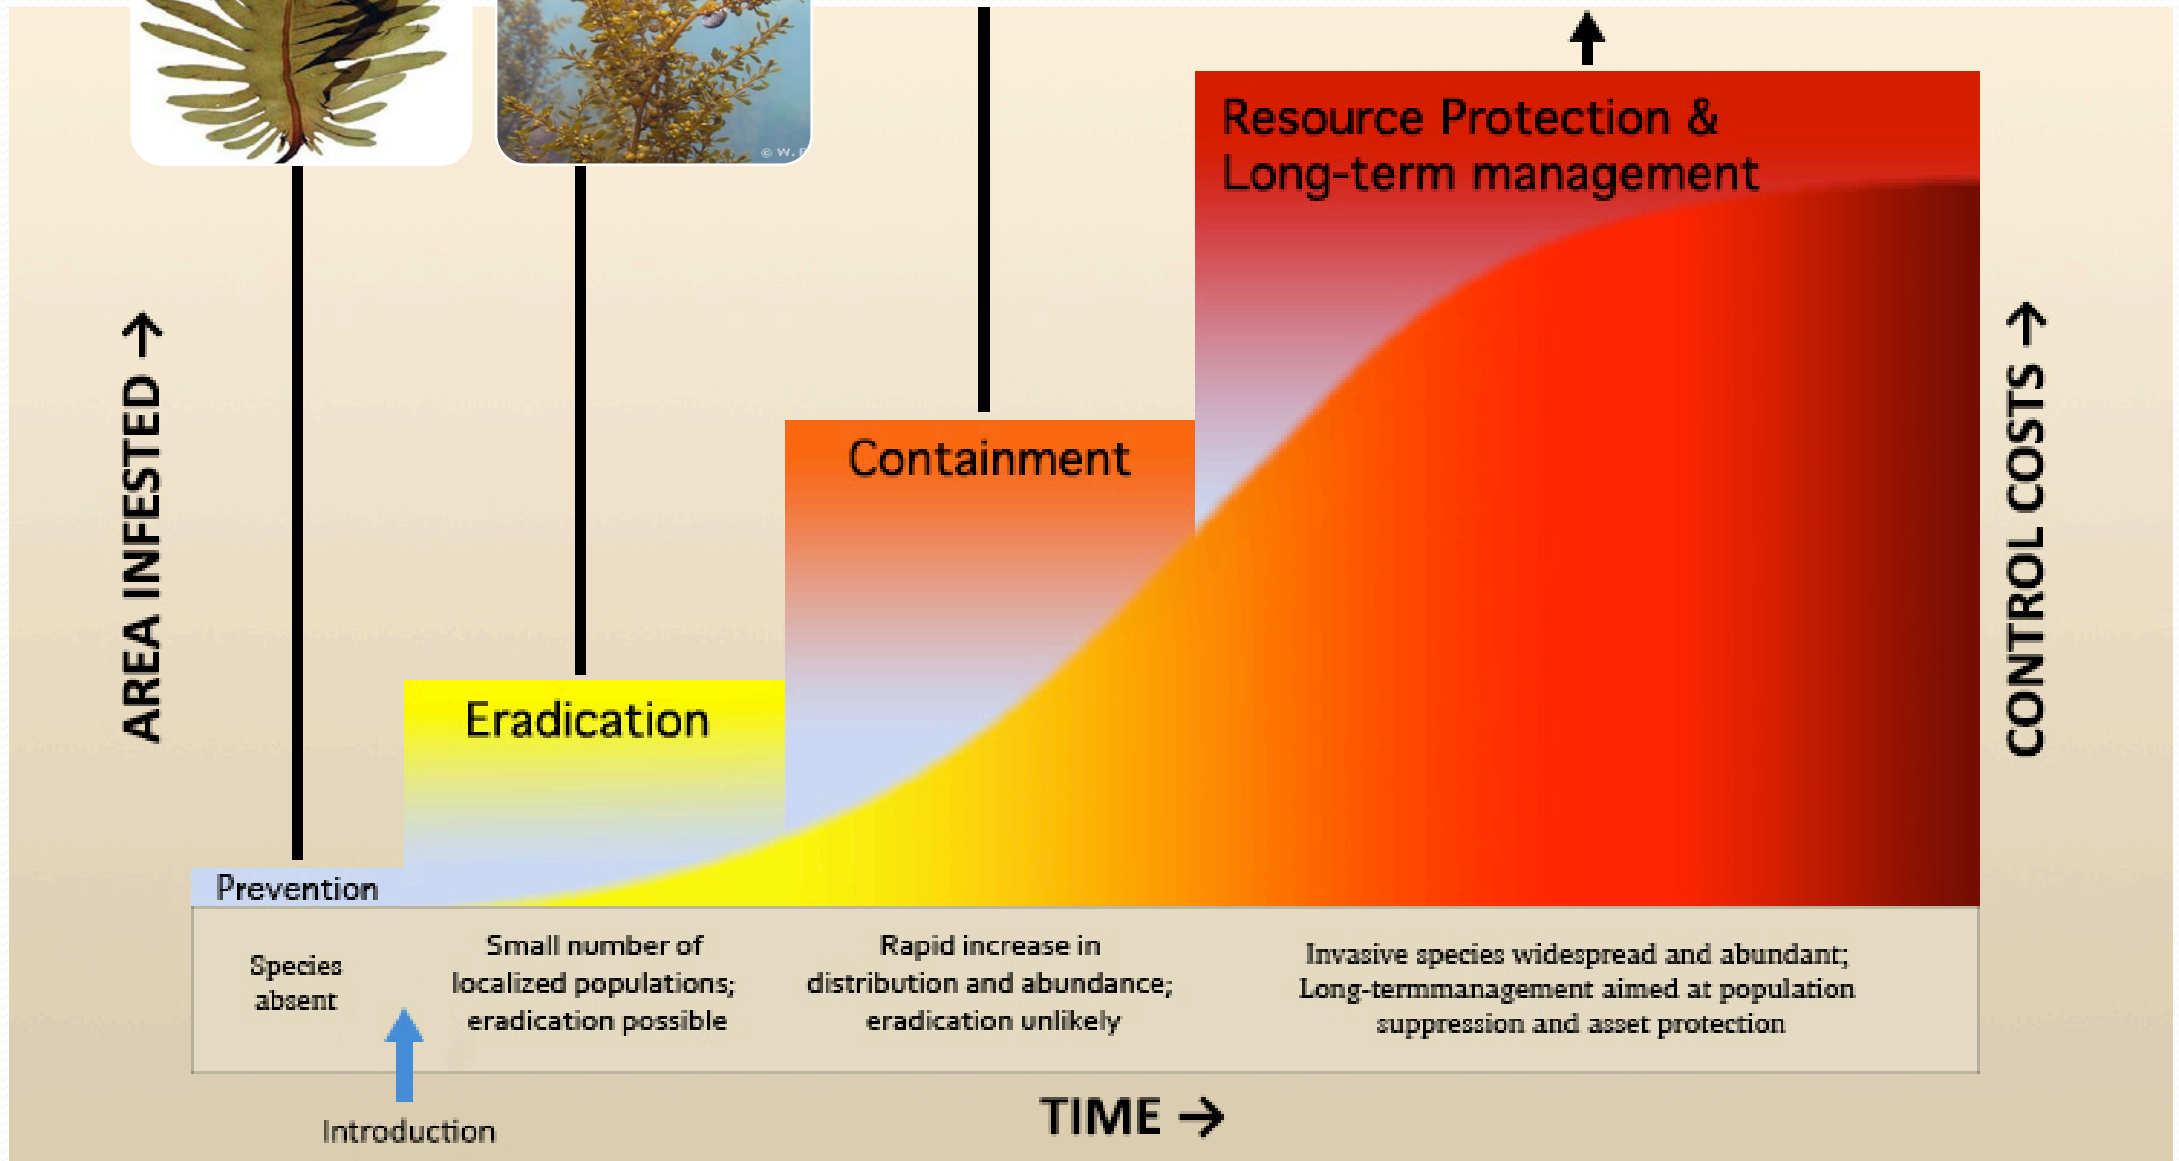 © W.
Resource Protection &
Long-term management
Containment
Eradication
Prevention
AREA INFESTED →
CONTROL COSTS →
Species
absent
Small number of
localized populations;
eradication possible
Rapid increase in
distribution and abundance;
eradication unlikely
Invasive species widespread and abundant;
Long-termmanagement aimed at population
suppression and asset protection
Introduction
TIME →